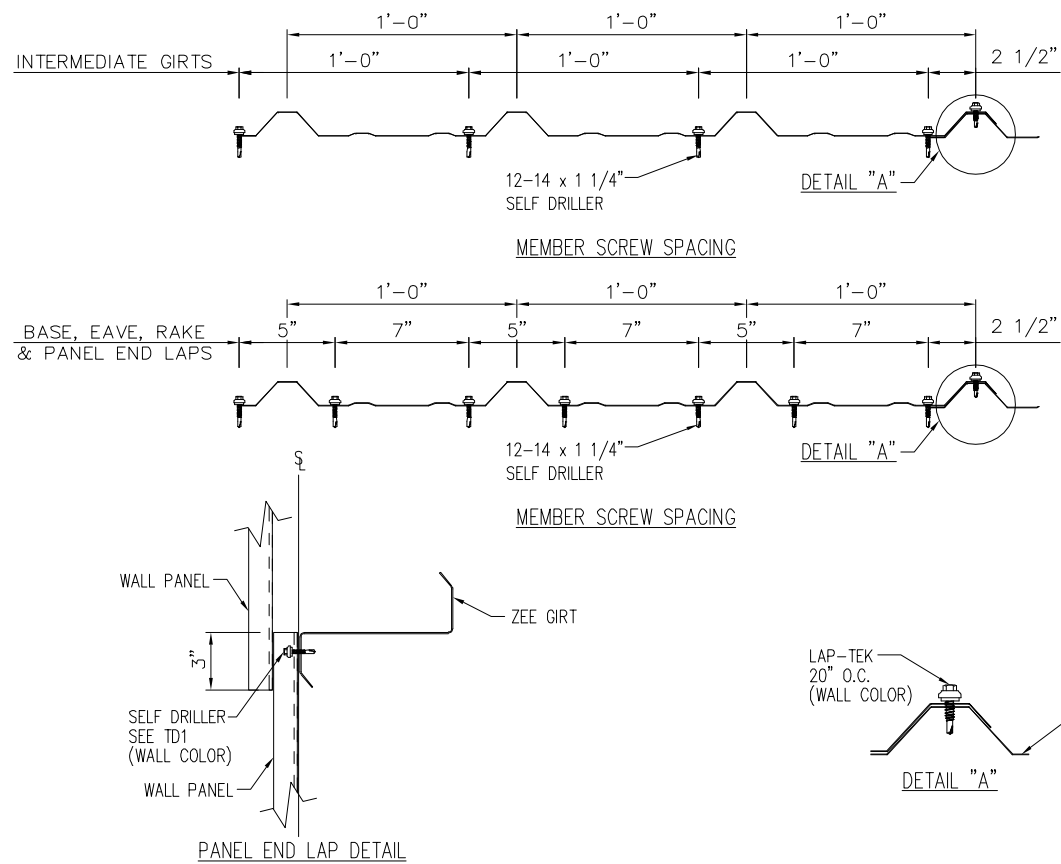 1'-0" 1'-0" 1'-0"
INTERMEDIATE GIRTS 1'-0" 1'-0" 1'-0" 2 1/2"
12-14 x 1 1/4"
SELF DRILLER
DETAIL "A"
MEMBER SCREW SPACING
1'-0" 1'-0" 1'-0"
BASE, EAVE, RAKE
& PANEL END LAPS
5" 7" 5" 7" 5" 7" 2 1/2"
12-14 x 1 1/4"
SELF DRILLER
DETAIL "A"
MEMBER SCREW SPACING
WALL PANEL
ZEE GIRT
3"
SELF DRILLER
SEE TD1
(WALL COLOR)
WALL PANEL
PANEL END LAP DETAIL
LAP-TEK
20" O.C.
(WALL COLOR)
DETAIL "A"